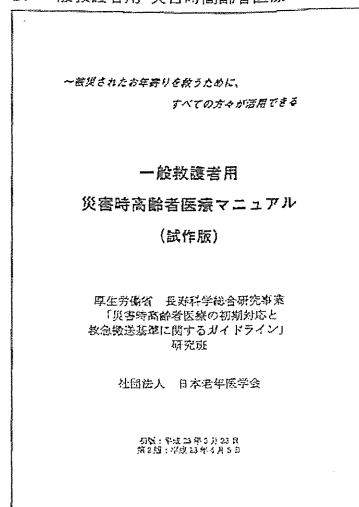 ～被災されたお年寄りを救うために、
すべての方々が活用できる
一般救護者用
災害時高齢者医療マニュアル
(試作版)
厚生労働省 長寿科学総合研究事業
「災害時高齢者医療の初期対応と
救急搬送基準に関するガイドライン」
研究班
社団法人 日本老年医学会
初版：平成23年3月23日
第2版：平成23年4月5日